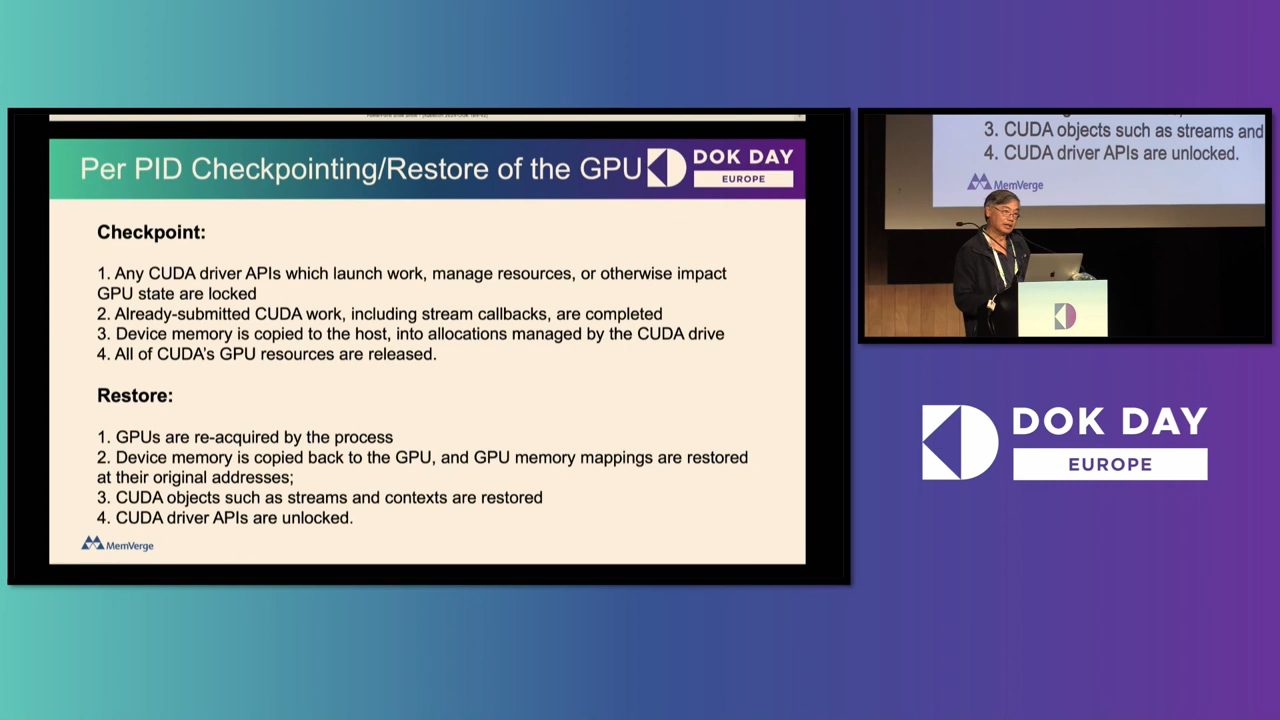 Per PID Checkpointing/Restore of the GPU
DOK DAY
EUROPE
Checkpoint:
1. Any CUDA driver APIs which launch work, manage resources, or otherwise impact
GPU state are locked
2. Already-submitted CUDA work, including stream callbacks, are completed
3. Device memory is copied to the host, into allocations managed by the CUDA drive
4. All of CUDA's GPU resources are released.
Restore:
1. GPUs are re-acquired by the process
2. Device memory is copied back to the GPU, and GPU memory mappings are restored
at their original addresses;
3. CUDA objects such as streams and contexts are restored
4. CUDA driver APIs are unlocked.
MemVerge
3. CUDA objects such as streams and
4. CUDA driver APIs are unlocked.
MemVerge
DOK DAY
EUROPE